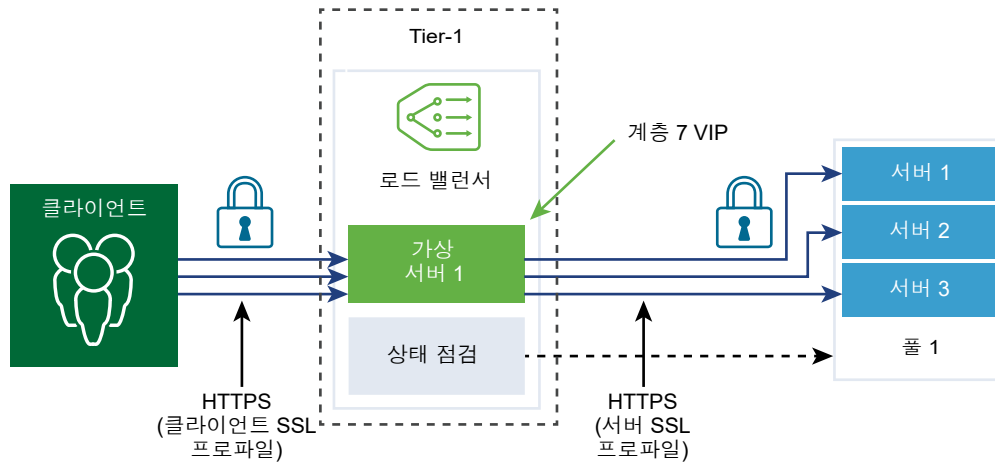 Tier-1
로드 밸런서
계층 7 VIP
클라이언트
가상
서버 1
서버 1
서버 2
서버 3
풀 1
상태 점검
HTTPS
(클라이언트 SSL
프로파일)
HTTPS
(서버 SSL
프로파일)